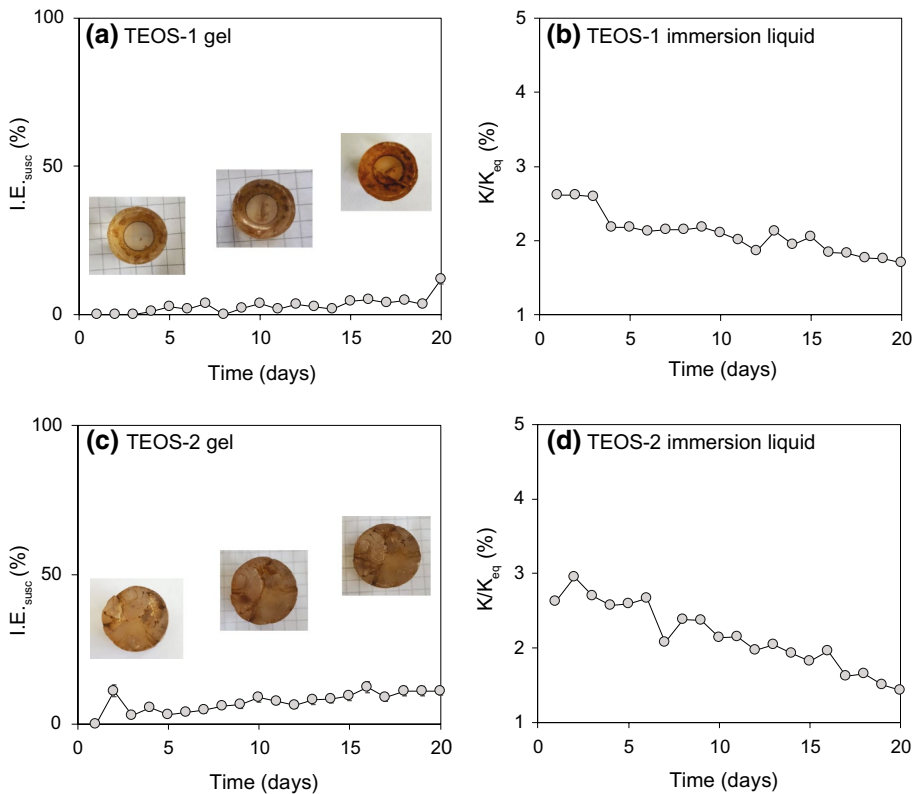 (a) TEOS-1 gel
I.E.susc (%)
100
50
0
0 5 10 15 20
Time (days)
(b) TEOS-1 immersion liquid
K/Keq (%)
5
4
3
2
1
0 5 10 15 20
Time (days)
(c) TEOS-2 gel
I.E.susc (%)
100
50
0
0 5 10 15 20
Time (days)
(d) TEOS-2 immersion liquid
K/Keq (%)
5
4
3
2
1
0 5 10 15 20
Time (days)